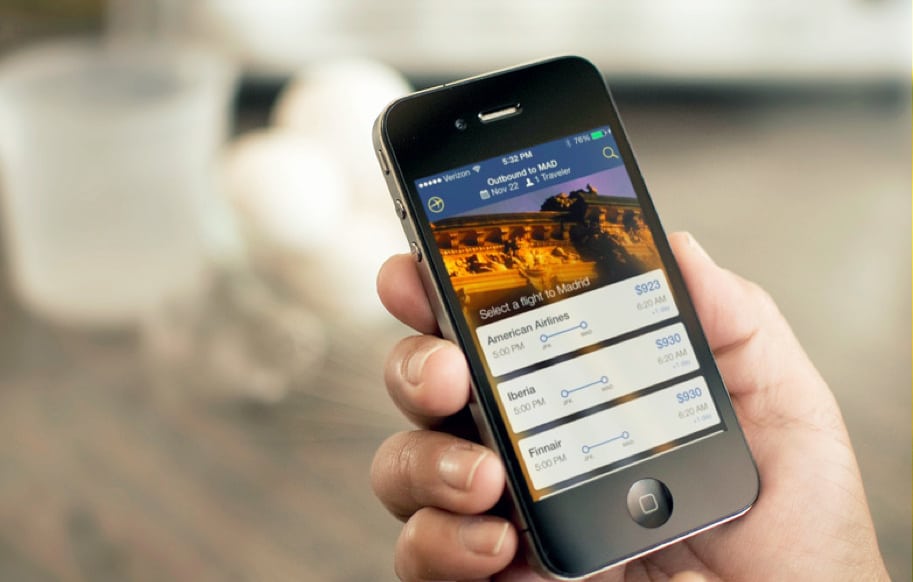 Verizon 5:32 PM 76%
Outbound to MAD
Nov 22 1 Traveler
Select a flight to Madrid
American Airlines $923
5:00 PM JFK MAD 6:20 AM
+1 day
Iberia $930
5:00 PM JFK MAD 6:20 AM
+1 day
Finnair $930
5:00 PM JFK MAD 6:20 AM
+1 day